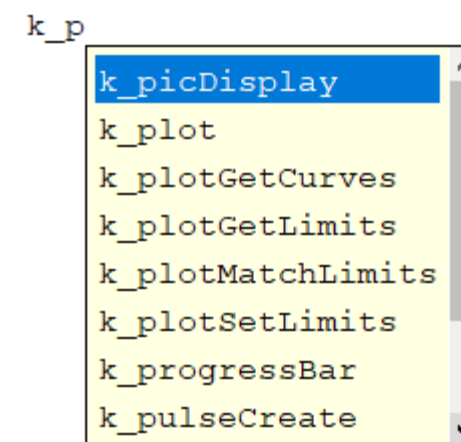 k_p
k_picDisplay
k_plot
k_plotGetCurves
k_plotGetLimits
k_plotMatchLimits
k_plotSetLimits
k_progressBar
k_pulseCreate